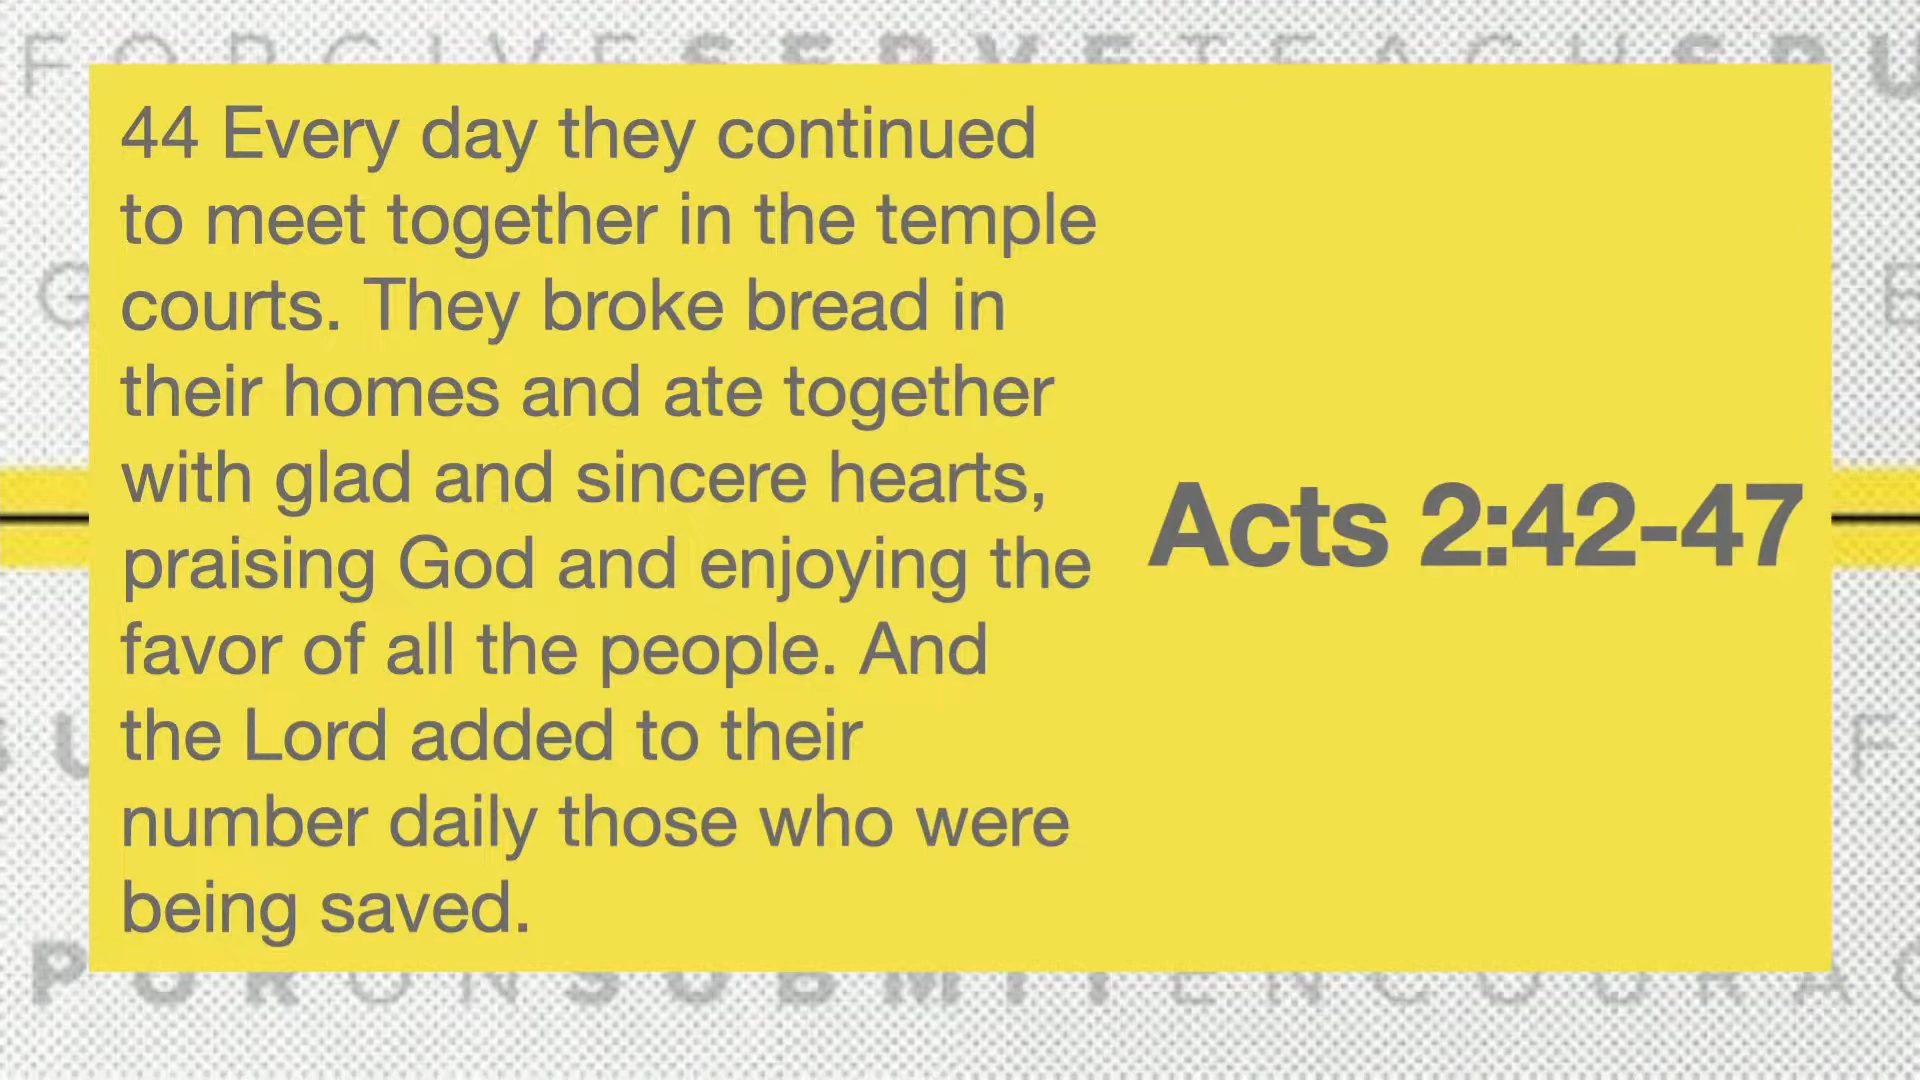 FORGIVESERVETEACHSPU
44 Every day they continued
to meet together in the temple
courts. They broke bread in
their homes and ate together
with glad and sincere hearts,
praising God and enjoying the
favor of all the people. And
the Lord added to their
number daily those who were
being saved.
Acts 2:42-47
PURONSUBMITENCOURAG